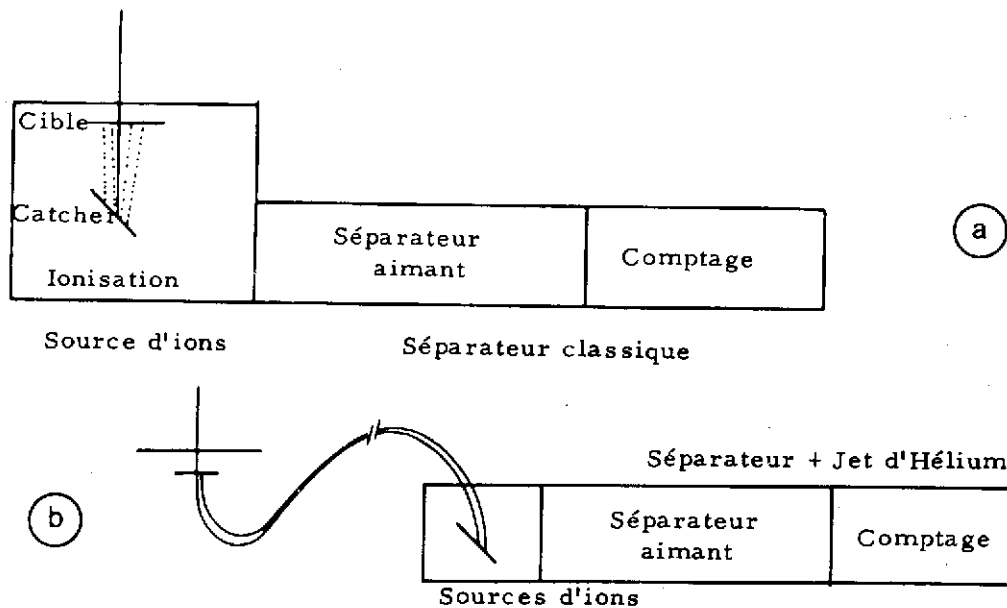 Cible
Catcher
Ionisation
Séparateur
aimant
Comptage
a
Source d'ions
Séparateur classique
Séparateur + Jet d'Hélium
b
Séparateur
aimant
Comptage
Sources d'ions